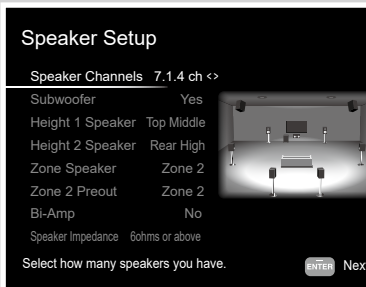 Speaker Setup
Speaker Channels 7.1.4 ch <>
Subwoofer Yes
Height 1 Speaker Top Middle
Height 2 Speaker Rear High
Zone Speaker Zone 2
Zone 2 Preout Zone 2
Bi-Amp No
Speaker Impedance 6ohms or above
Select how many speakers you have.
ENTER Nex